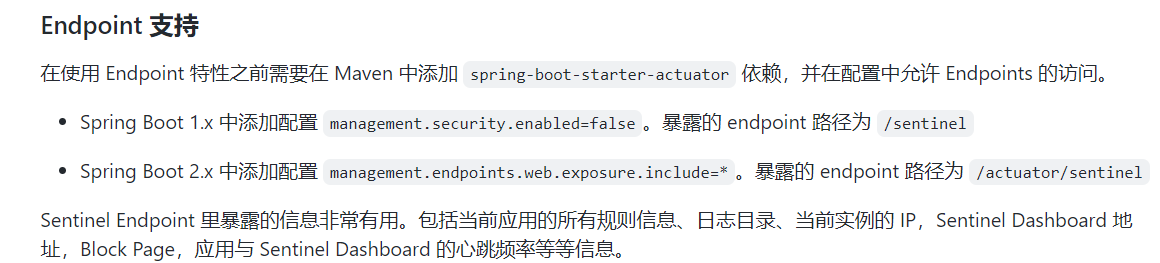 Endpoint 支持
在使用 Endpoint 特性之前需要在 Maven 中添加 spring-boot-starter-actuator 依赖，并在配置中允许 Endpoints 的访问。
• Spring Boot 1.x 中添加配置 management.security.enabled=false。暴露的 endpoint 路径为 /sentinel
• Spring Boot 2.x 中添加配置 management.endpoints.web.exposure.include=*。暴露的 endpoint 路径为 /actuator/sentinel
Sentinel Endpoint 里暴露的信息非常有用。包括当前应用的所有规则信息、日志目录、当前实例的 IP，Sentinel Dashboard 地
址，Block Page，应用与 Sentinel Dashboard 的心跳频率等等信息。